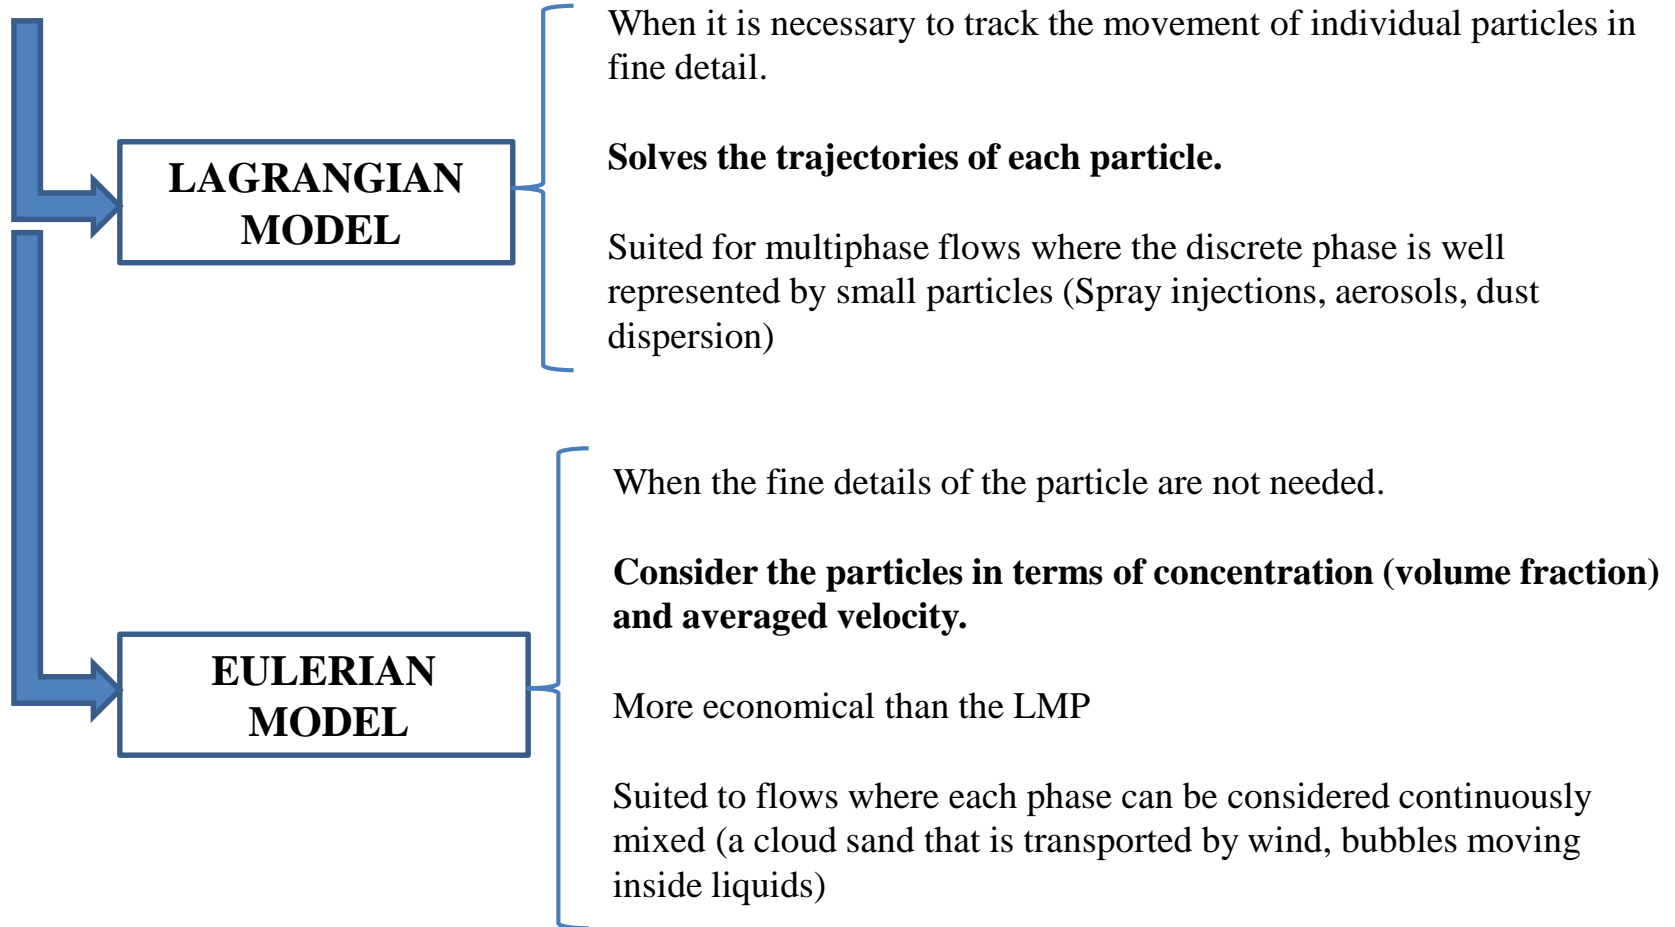 When it is necessary to track the movement of individual particles in
fine detail.
Solves the trajectories of each particle.
LAGRANGIAN
MODEL
Suited for multiphase flows where the discrete phase is well
represented by small particles (Spray injections, aerosols, dust
dispersion)
When the fine details of the particle are not needed.
Consider the particles in terms of concentration (volume fraction)
and averaged velocity.
EULERIAN
MODEL
More economical than the LMP
Suited to flows where each phase can be considered continuously
mixed (a cloud sand that is transported by wind, bubbles moving
inside liquids)